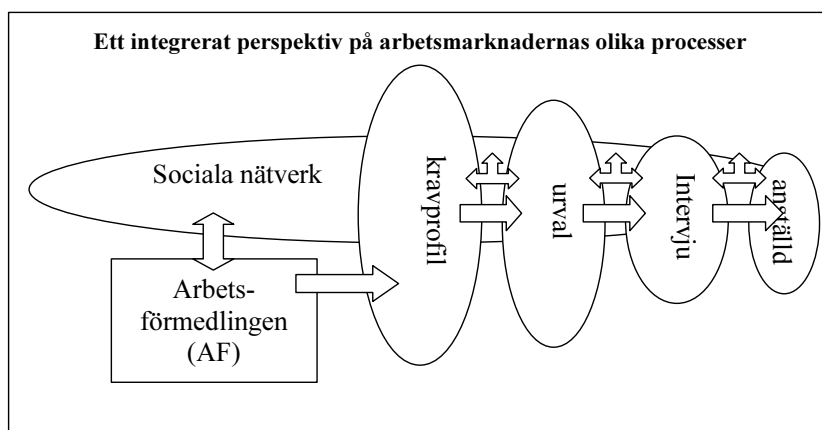 Ett integrerat perspektiv på arbetsmarknadernas olika processer
Sociala nätverk
Arbets-
förmedlingen
(AF)
kravprofil
urval
Intervju
anställd